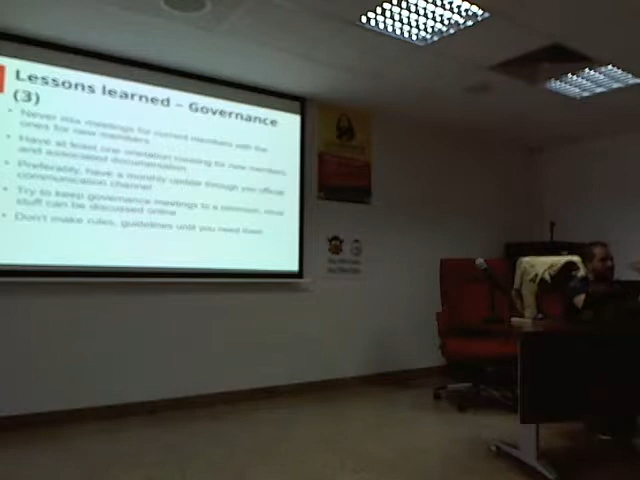 Lessons learned – Governance
(3)
• Never mix meetings for current members with the
ones for new members
• Have at least one orientation meeting for new members
and associated documentation
• Preferably, have a monthly update through you official
communication channel
• Try to keep governance meetings to a minimum, most
stuff can be discussed online
• Don't make rules, guidelines until you need them